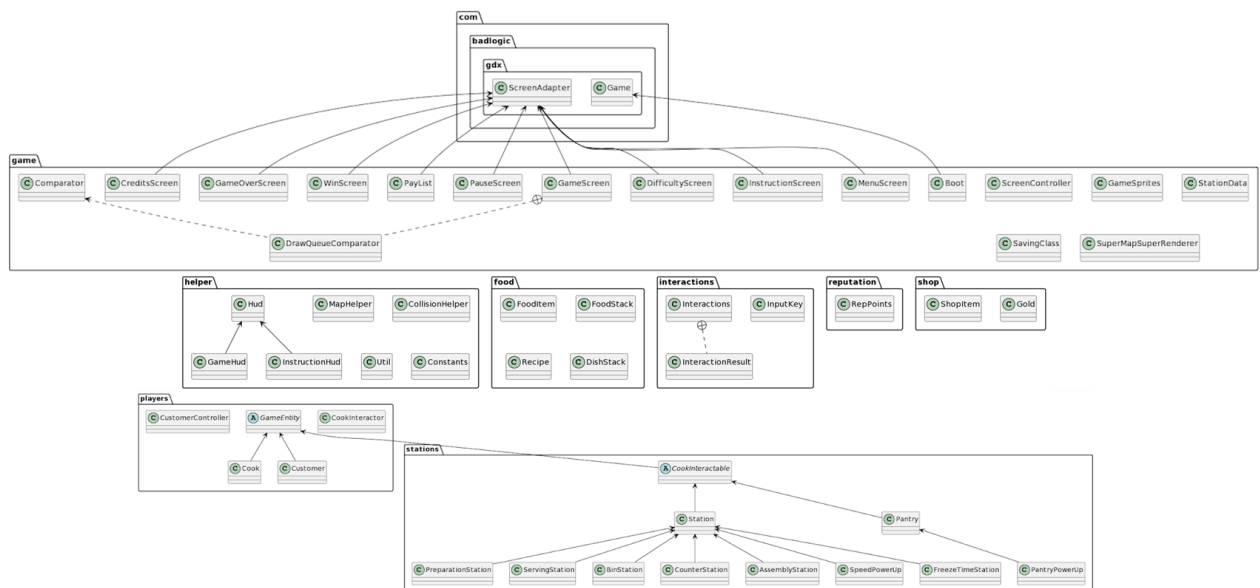 com
badlogic
gdx
C ScreenAdapter
C Game
game
C Comparator
C CreditsScreen
C GameOverScreen
C WinScreen
C PayList
C PauseScreen
C GameScreen
C DifficultyScreen
C InstructionScreen
C MenuScreen
C Boot
C ScreenController
C GameSprites
C StationData
C DrawQueueComparator
C SavingClass
C SuperMapSuperRenderer
helper
C Hud
C MapHelper
C CollisionHelper
C GameHud
C InstructionHud
C Util
C Constants
food
C FoodItem
C FoodStack
C Recipe
C DishStack
interactions
C Interactions
C InputKey
C InteractionResult
reputation
C RepPoints
shop
C ShopItem
C Gold
players
C CustomerController
A GameEntity
C CookInteractor
C Cook
C Customer
stations
A CookInteractable
C Station
C Pantry
C PreparationStation
C ServingStation
C BinStation
C CounterStation
C AssemblyStation
C SpeedPowerUp
C FreezeTimeStation
C PantryPowerUp